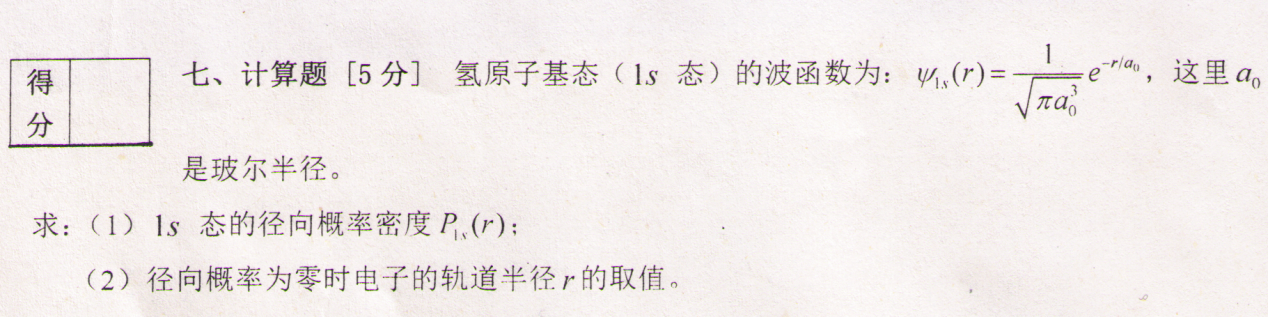 得分
七、计算题［5 分］ 氢原子基态（1s 态）的波函数为：ψ₁ₛ(r)=1/√(πa₀³) e^(-r/a₀)，这里 a₀
是玻尔半径。
求：（1）1s 态的径向概率密度 P₁ₛ(r)；
（2）径向概率为零时电子的轨道半径 r 的取值。